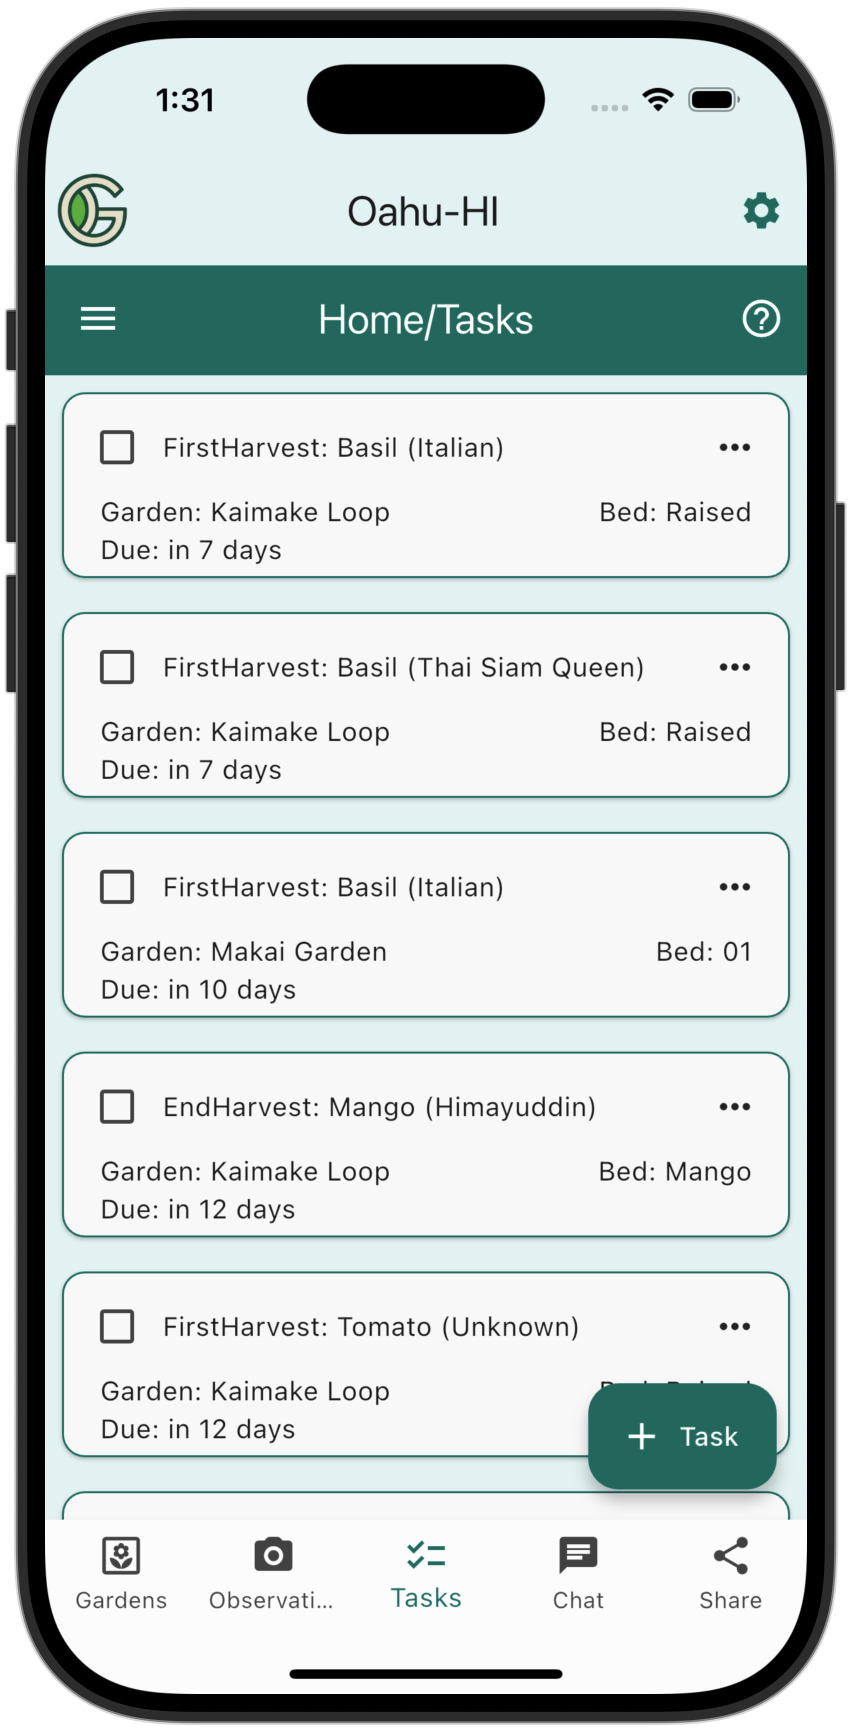 1:31
Oahu-HI
Home/Tasks
FirstHarvest: Basil (Italian)
Garden: Kaimake Loop Bed: Raised
Due: in 7 days
FirstHarvest: Basil (Thai Siam Queen)
Garden: Kaimake Loop Bed: Raised
Due: in 7 days
FirstHarvest: Basil (Italian)
Garden: Makai Garden Bed: 01
Due: in 10 days
EndHarvest: Mango (Himayuddin)
Garden: Kaimake Loop Bed: Mango
Due: in 12 days
FirstHarvest: Tomato (Unknown)
Garden: Kaimake Loop
Due: in 12 days
+ Task
Gardens Observati... Tasks Chat Share